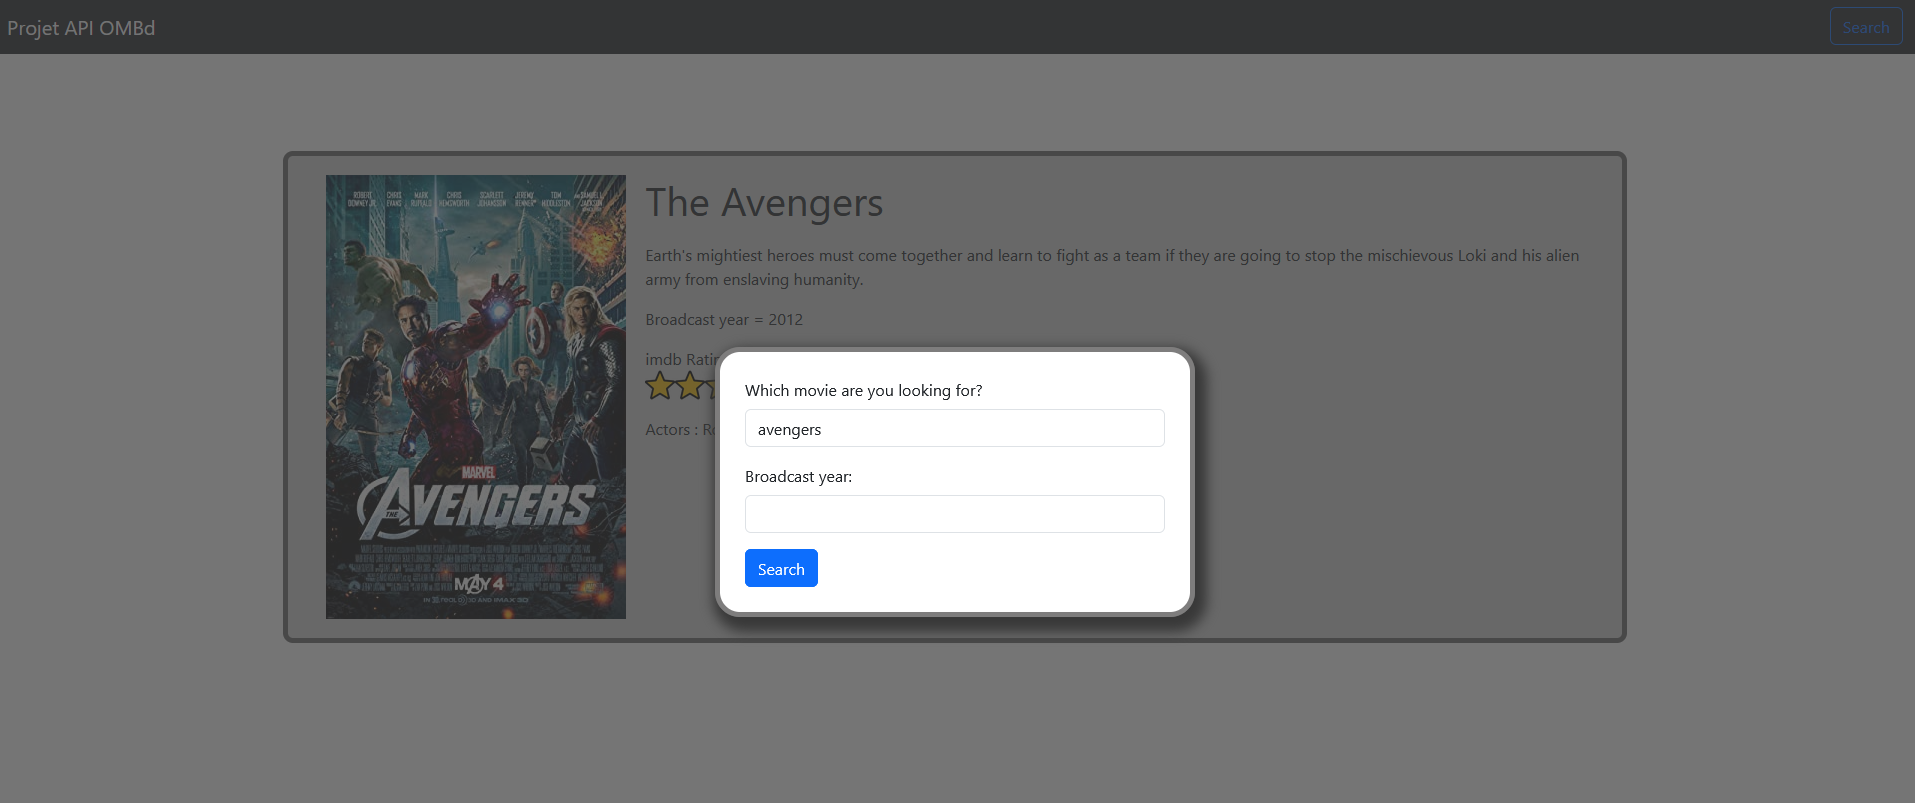 Projet API OMBd
Search
The Avengers
Earth's mightiest heroes must come together and learn to fight as a team if they are going to stop the mischievous Loki and his alien
army from enslaving humanity.
Broadcast year = 2012
imdb
Actors :
Which movie are you looking for?
avengers
Broadcast year:
Search
ROBERT DOWNEY JR. CHRIS EVANS MARK RUFFALO CHRIS HEMSWORTH SCARLETT JOHANSSON JEREMY RENNER TOM HIDDLESTON AND SAMUEL L. JACKSON
MARVEL
THE AVENGERS
MAY 4